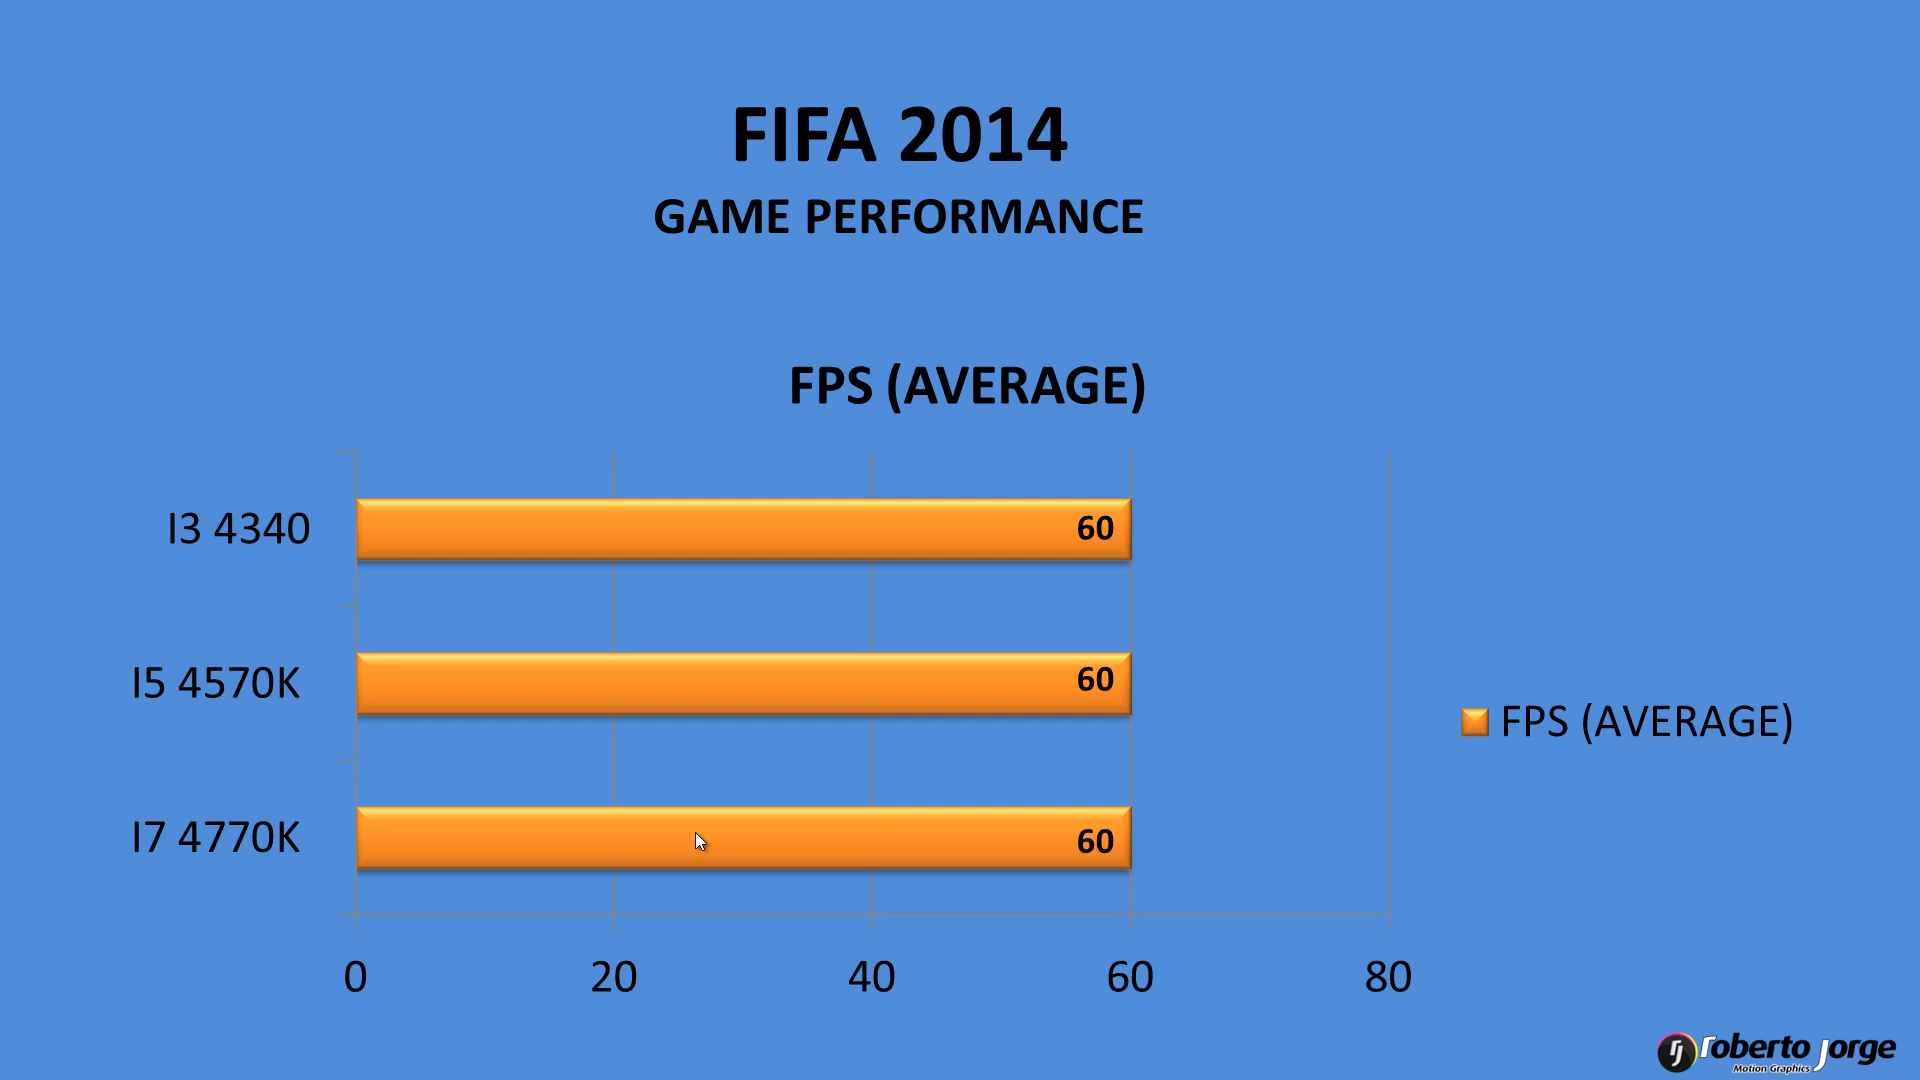 FIFA 2014
GAME PERFORMANCE
FPS (AVERAGE)
I3 4340
60
I5 4570K
60
I7 4770K
60
FPS (AVERAGE)
0 20 40 60 80
rj roberto jorge
Motion Graphics